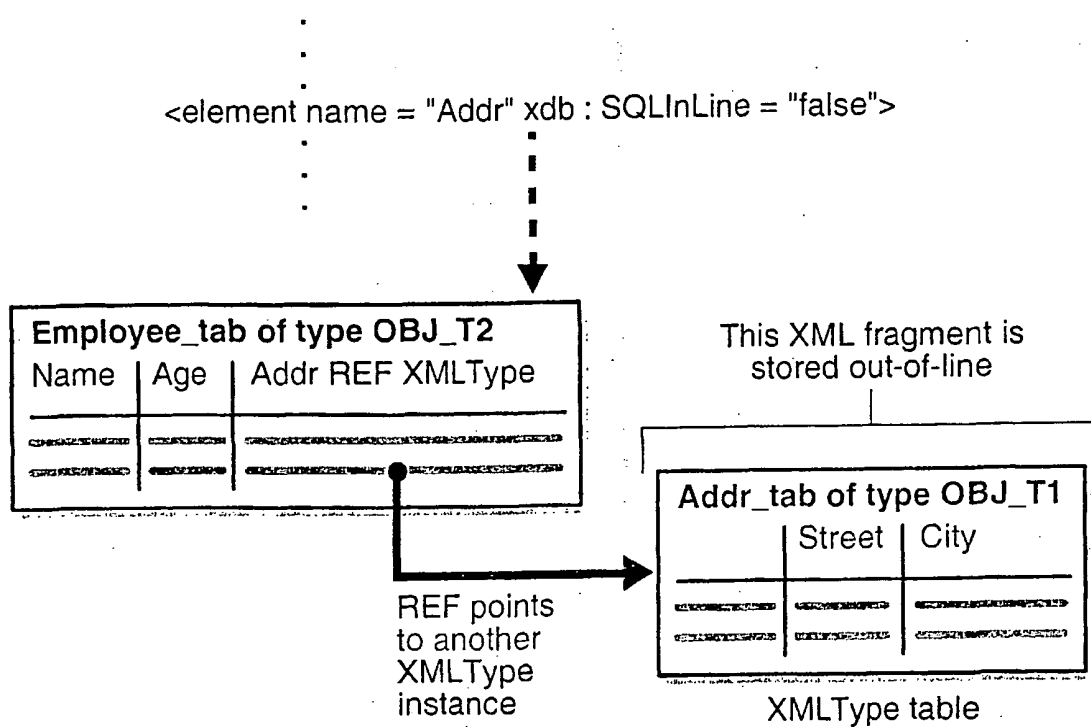 <element name = "Addr" xdb : SQLInLine = "false">
Employee_tab of type OBJ_T2
Name Age Addr REF XMLType
This XML fragment is
stored out-of-line
Addr_tab of type OBJ_T1
Street City
REF points
to another
XMLType
instance
XMLType table